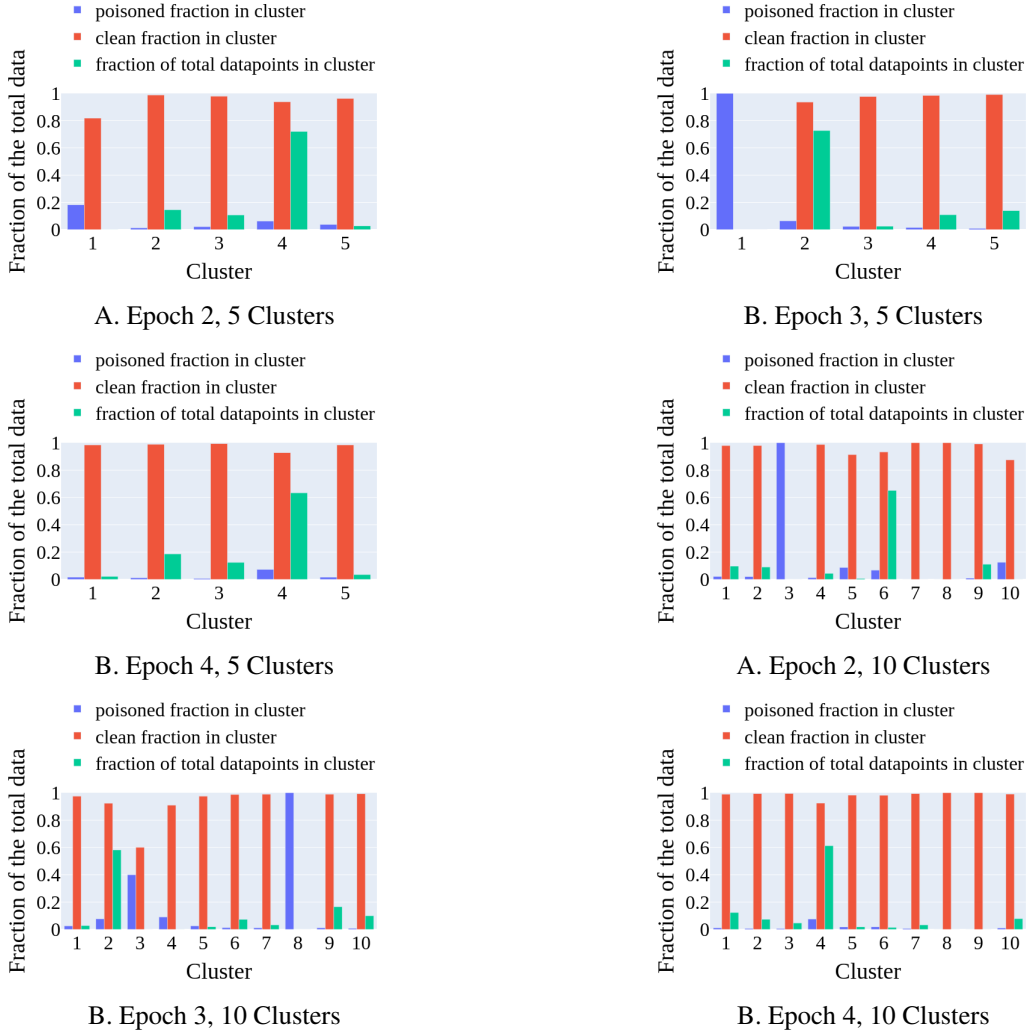 poisoned fraction in cluster
clean fraction in cluster
fraction of total datapoints in cluster
Fraction of the total data
1
0.8
0.6
0.4
0.2
0
1 2 3 4 5
Cluster
A. Epoch 2, 5 Clusters
poisoned fraction in cluster
clean fraction in cluster
fraction of total datapoints in cluster
Fraction of the total data
1
0.8
0.6
0.4
0.2
0
1 2 3 4 5
Cluster
B. Epoch 3, 5 Clusters
poisoned fraction in cluster
clean fraction in cluster
fraction of total datapoints in cluster
Fraction of the total data
1
0.8
0.6
0.4
0.2
0
1 2 3 4 5
Cluster
B. Epoch 4, 5 Clusters
poisoned fraction in cluster
clean fraction in cluster
fraction of total datapoints in cluster
Fraction of the total data
1
0.8
0.6
0.4
0.2
0
1 2 3 4 5 6 7 8 9 10
Cluster
A. Epoch 2, 10 Clusters
poisoned fraction in cluster
clean fraction in cluster
fraction of total datapoints in cluster
Fraction of the total data
1
0.8
0.6
0.4
0.2
0
1 2 3 4 5 6 7 8 9 10
Cluster
B. Epoch 3, 10 Clusters
poisoned fraction in cluster
clean fraction in cluster
fraction of total datapoints in cluster
Fraction of the total data
1
0.8
0.6
0.4
0.2
0
1 2 3 4 5 6 7 8 9 10
Cluster
B. Epoch 4, 10 Clusters